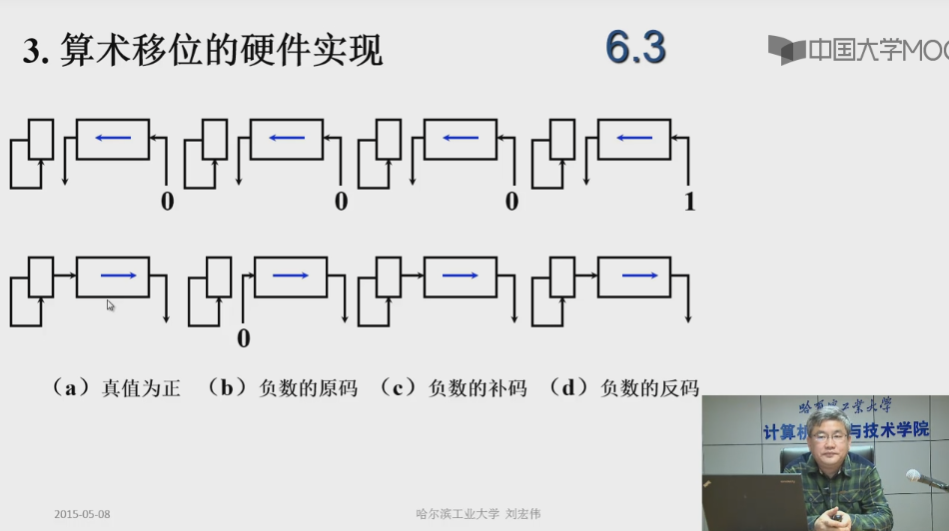 3. 算术移位的硬件实现
6.3
中国大学MOO
0 0 0 1
0
（a）真值为正 （b）负数的原码 （c）负数的补码 （d）负数的反码
哈尔滨工业大学
计算机 与技术学院
2015-05-08
哈尔滨工业大学 刘宏伟